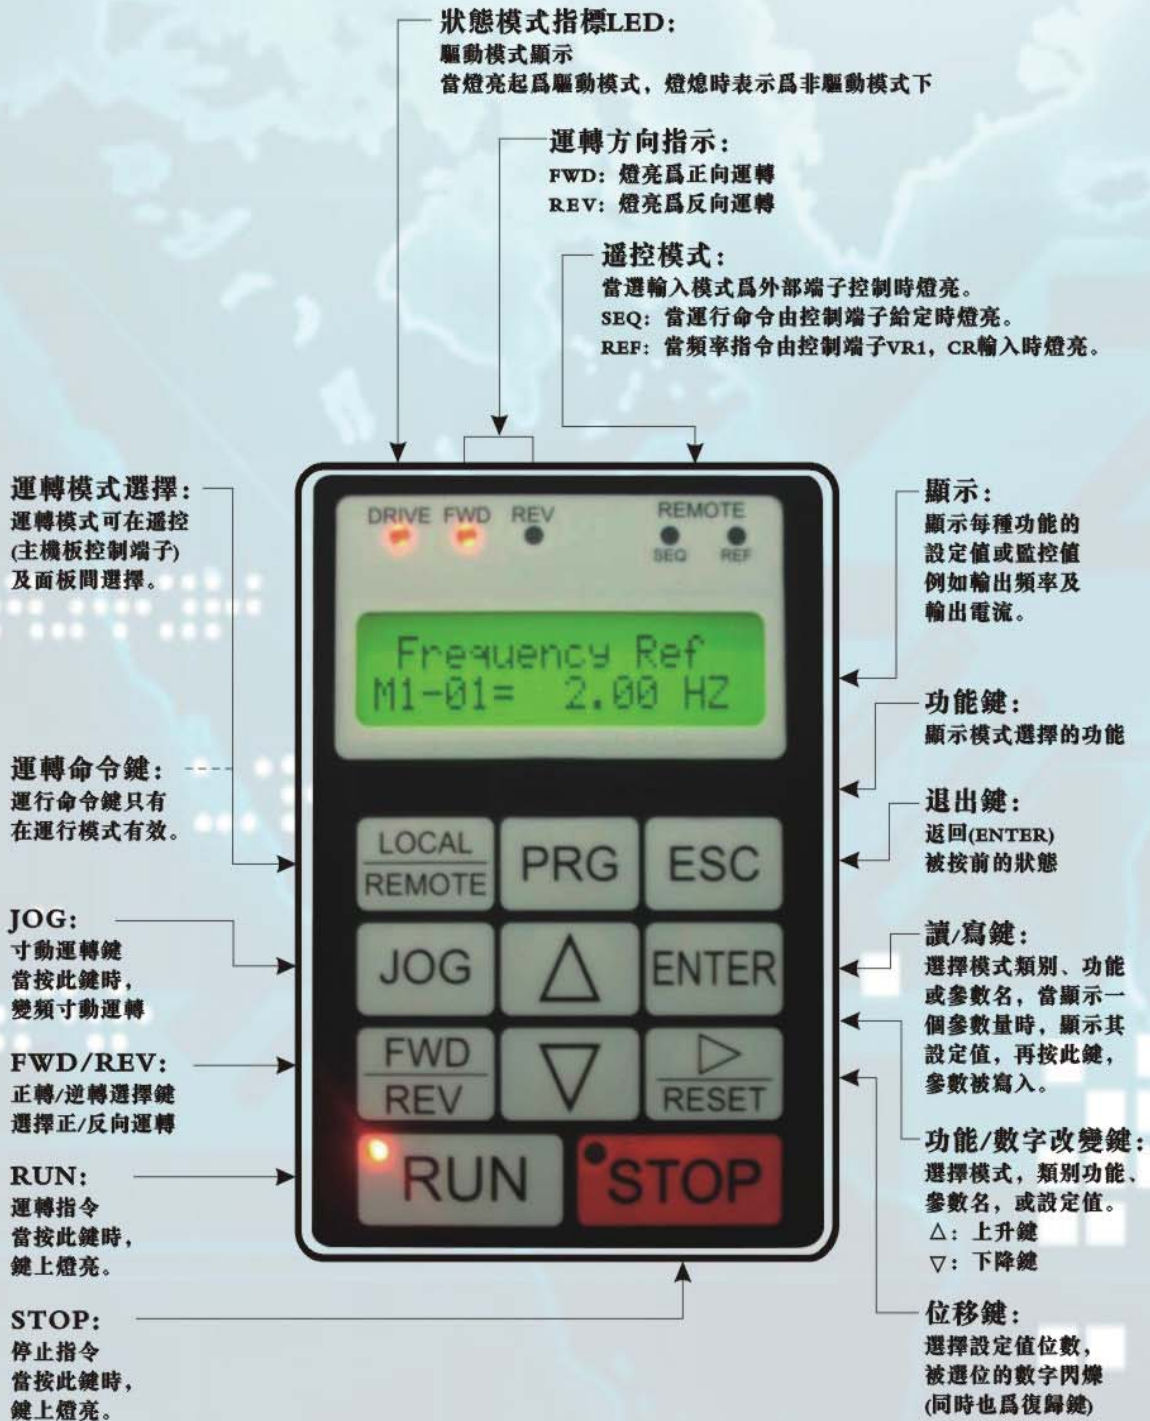 狀態模式指標LED：
驅動模式顯示
當燈亮起爲驅動模式，燈熄時表示爲非驅動模式下
運轉方向指示：
FWD：燈亮爲正向運轉
REV：燈亮爲反向運轉
遥控模式：
當選輸入模式爲外部端子控制時燈亮。
SEQ：當運行命令由控制端子給定時燈亮。
REF：當頻率指令由控制端子VR1，CR輸入時燈亮。
運轉模式選擇：
運轉模式可在遥控
(主機板控制端子)
及面板間選擇。
運轉命令鍵：
運行命令鍵只有
在運行模式有效。
JOG：
寸動運轉鍵
當按此鍵時，
變頻寸動運轉
FWD/REV：
正轉/逆轉選擇鍵
選擇正/反向運轉
RUN：
運轉指令
當按此鍵時，
鍵上燈亮。
STOP：
停止指令
當按此鍵時，
鍵上燈亮。
DRIVE FWD REV REMOTE
SEQ REF
Frequency Ref
M1-01= 2.00 HZ
LOCAL
REMOTE
PRG
ESC
JOG
△
ENTER
FWD
REV
▽
▷
RESET
RUN
STOP
顯示：
顯示每種功能的
設定值或監控值
例如輸出頻率及
輸出電流。
功能鍵：
顯示模式選擇的功能
退出鍵：
返回(ENTER)
被按前的狀態
讀/寫鍵：
選擇模式類别、功能
或參數名，當顯示一
個參數量時，顯示其
設定值，再按此鍵，
參數被寫入。
功能/數字改變鍵：
選擇模式，類别功能、
參數名，或設定值。
△：上升鍵
▽：下降鍵
位移鍵：
選擇設定值位數，
被選位的數字閃爍
(同時也爲復歸鍵)